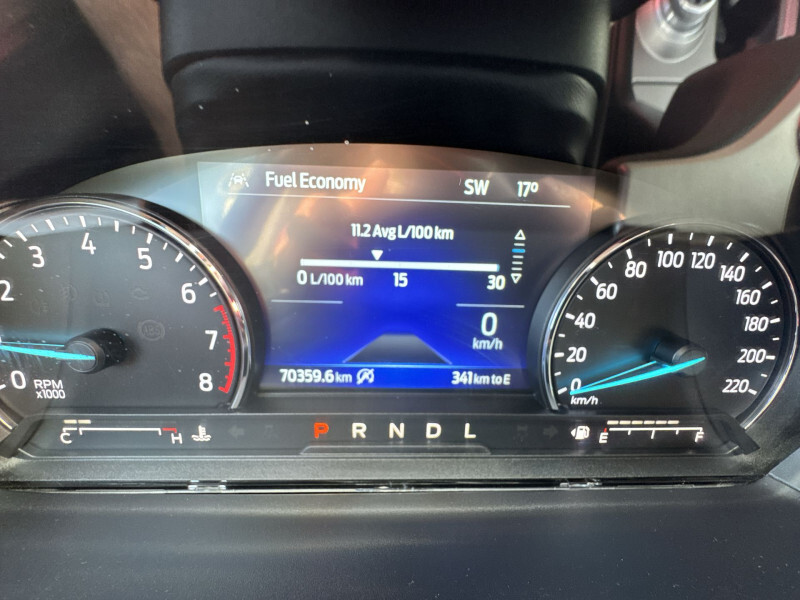 Fuel Economy SW 17°
11.2 Avg L/100 km
0 L/100 km 15 30
0
km/h
70359.6 km 341 km to E
0 2 3 4 5 6 7 8
RPM
x1000
0 20 40 60 80 100 120 140 160 180 200 220
km/h
C H
P R N D L
E F